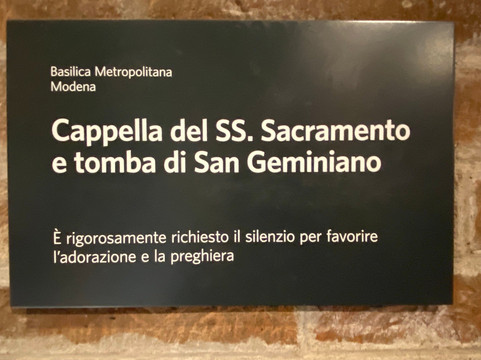 Basilica Metropolitana
Modena
Cappella del SS. Sacramento
e tomba di San Geminiano
È rigorosamente richiesto il silenzio per favorire
l'adorazione e la preghiera